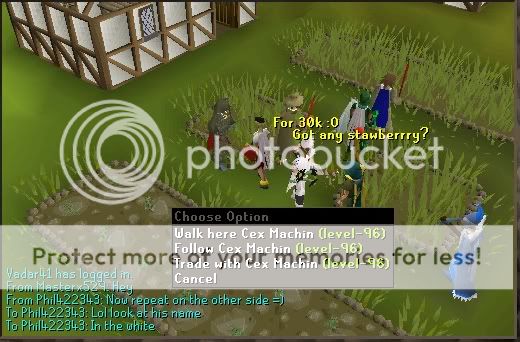 For 30k :O
Got any stawberrry?
photobucket
Choose Option
Walk here Cex Machin (level-96)
Follow Cex Machin (level-96)
Trade with Cex Machin (level-96)
Cancel
Protect more of your memories for less!
Vadar41 has logged in.
From Masterx524: Hey
From Phil422343: Now repeat on the other side =)
To Phil422343: Lol look at his name
To Phil422343: In the white